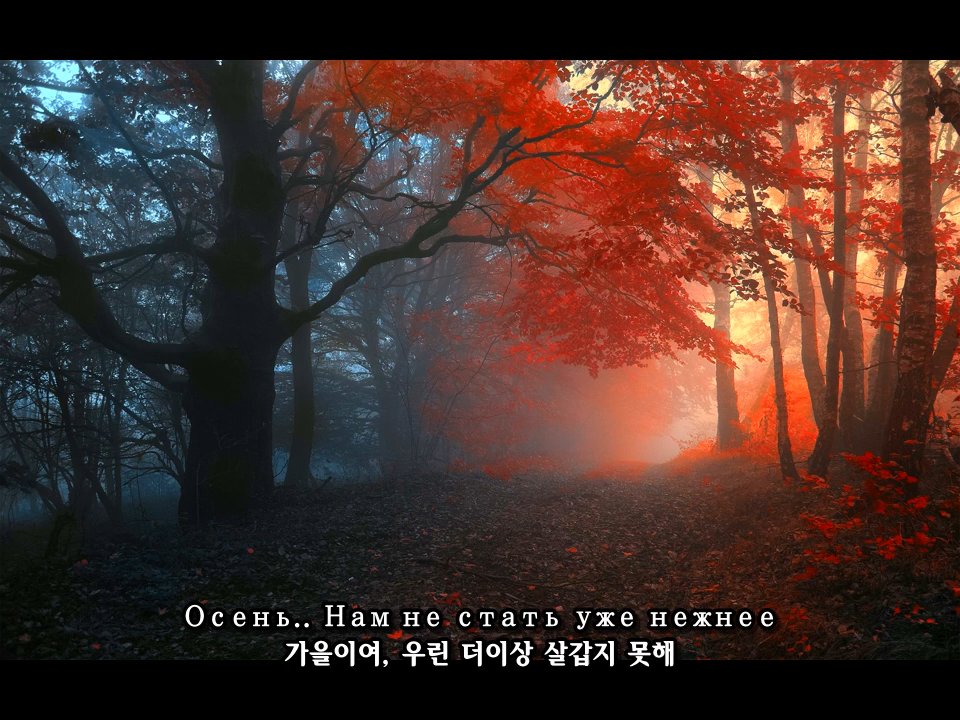 Осень.. Нам не стать уже нежнее
가을이여, 우린 더이상 살갑지 못해